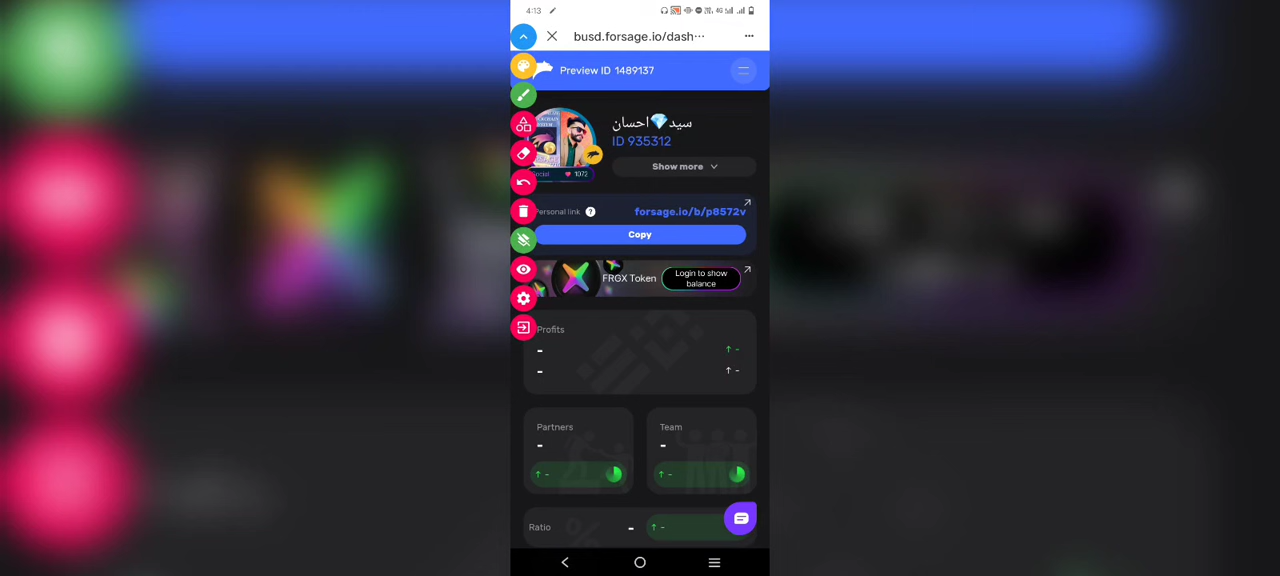 4:13
busd.forsage.io/dash···
Preview ID 1489137
سید💎احسان
ID 935312
Show more
Social 1072
Personal link ? forsage.io/b/p8572v
Copy
FRGX Token
Login to show
balance
Profits
-
↑ -
-
↑ -
Partners
-
↑ -
Team
-
↑ -
Ratio - ↑ -